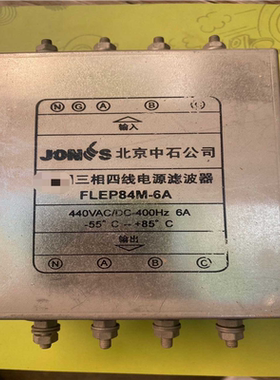 N G A B C
输入
JONES 北京中石公司
三相四线电源滤波器
FLEP84M-6A
440VAC/DC-400Hz 6A
-55°C--+85°C
输出
N A B C